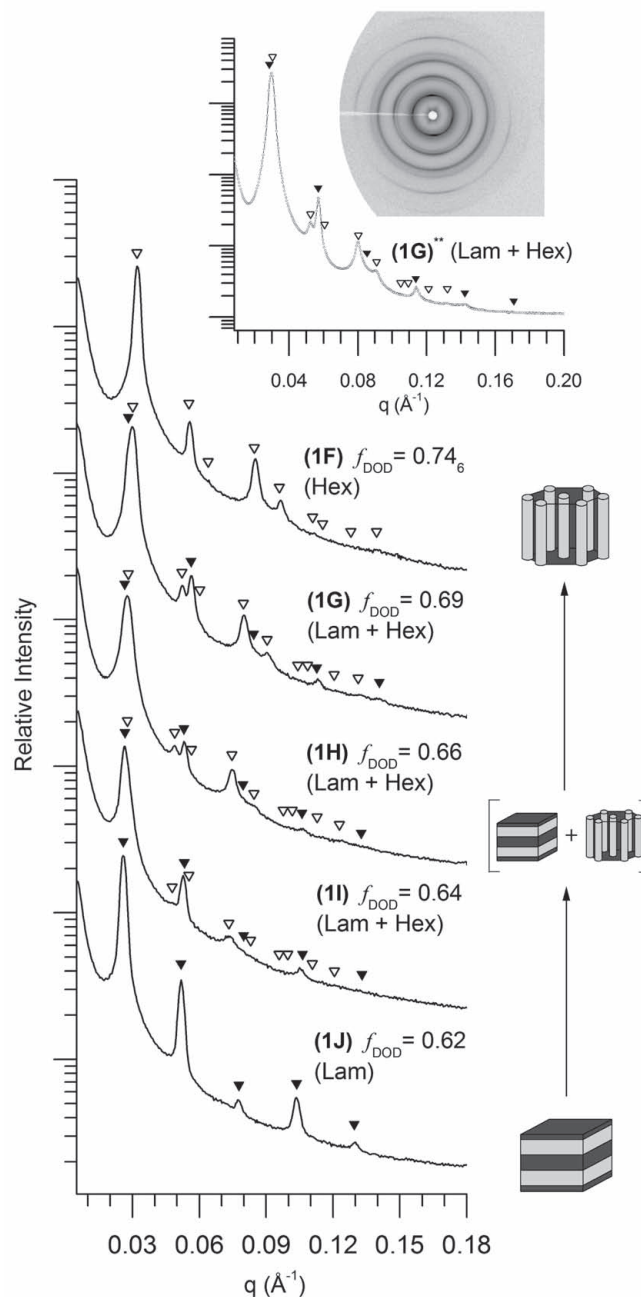 (1G)** (Lam + Hex)
0.04 0.08 0.12 0.16 0.20
q (Å-1)
(1F) fDOD= 0.746
(Hex)
(1G) fDOD= 0.69
(Lam + Hex)
(1H) fDOD= 0.66
(Lam + Hex)
(1I) fDOD= 0.64
(Lam + Hex)
(1J) fDOD= 0.62
(Lam)
Relative Intensity
+
0.03 0.06 0.09 0.12 0.15 0.18
q (Å-1)